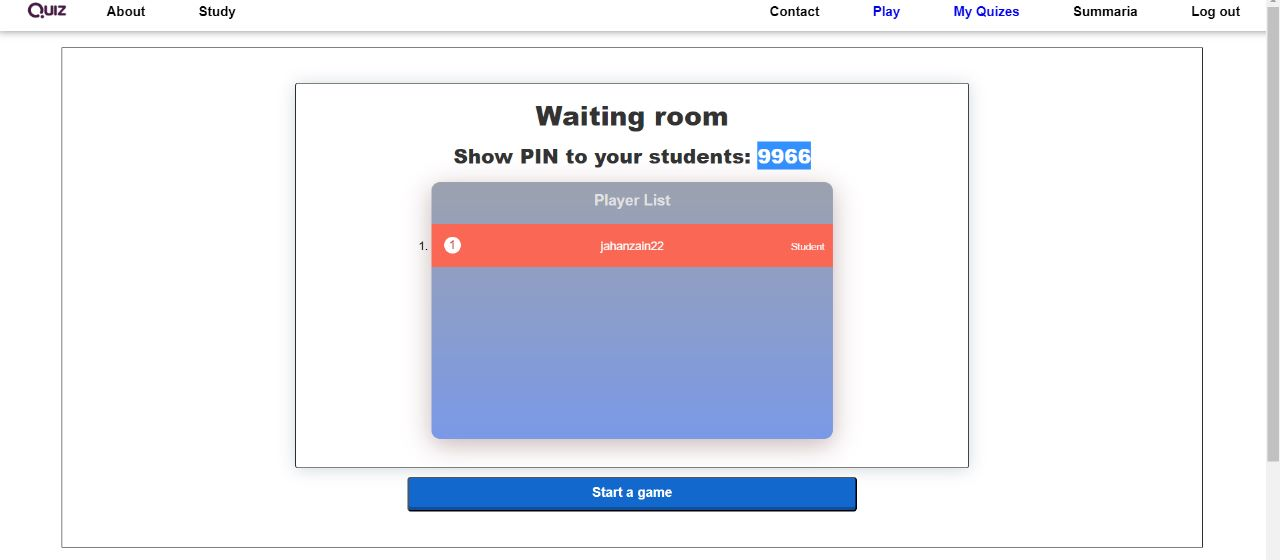 Quiz About Study Contact Play My Quizes Summaria Log out
Waiting room
Show PIN to your students: 9966
Player List
1. 1 jahanzain22 Student
Start a game